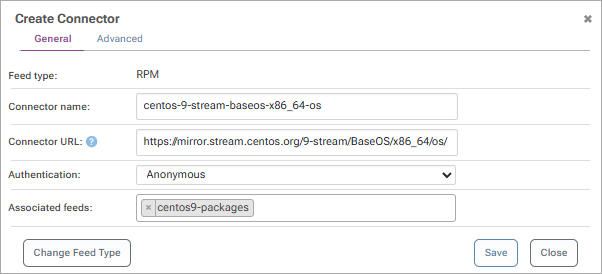 Create Connector ×
General Advanced
Feed type: RPM
Connector name: centos-9-stream-baseos-x86_64-os
Connector URL: ? https://mirror.stream.centos.org/9-stream/BaseOS/x86_64/os/
Authentication: Anonymous
Associated feeds: × centos9-packages
Change Feed Type Save Close